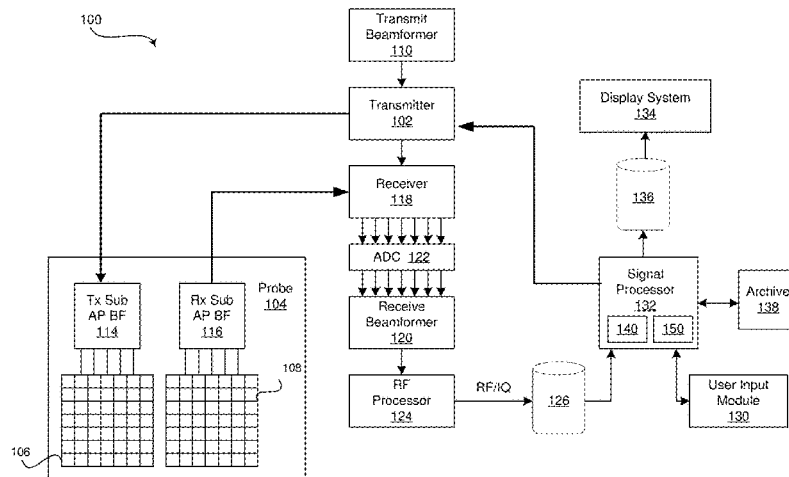 100
Transmit
Beamformer
110
Transmitter
102
Display System
134
Receiver
118
136
ADC 122
Probe
104
Tx Sub
AP BF
114
Rx Sub
AP BF
116
Signal
Processor
132
140 150
Archive
138
Receive
Beamformer
120
108
RF
Processor
124
RF/IQ
126
User Input
Module
130
106